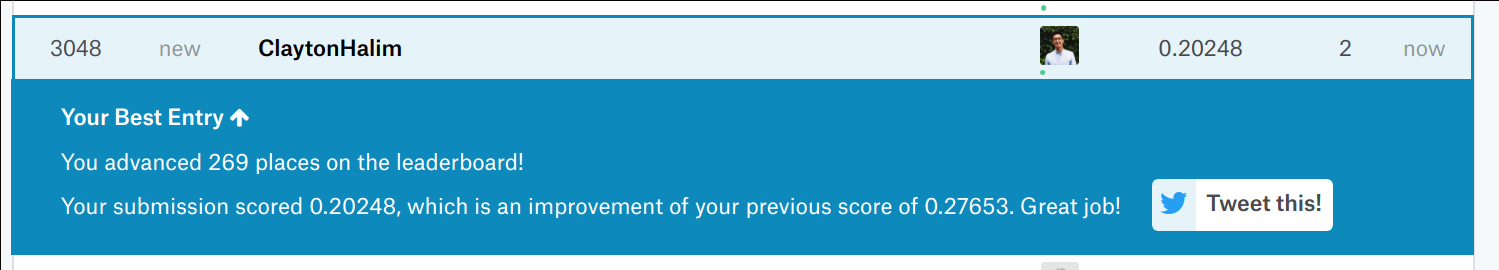 3048 new ClaytonHalim 0.20248 2 now
Your Best Entry
You advanced 269 places on the leaderboard!
Your submission scored 0.20248, which is an improvement of your previous score of 0.27653. Great job! Tweet this!